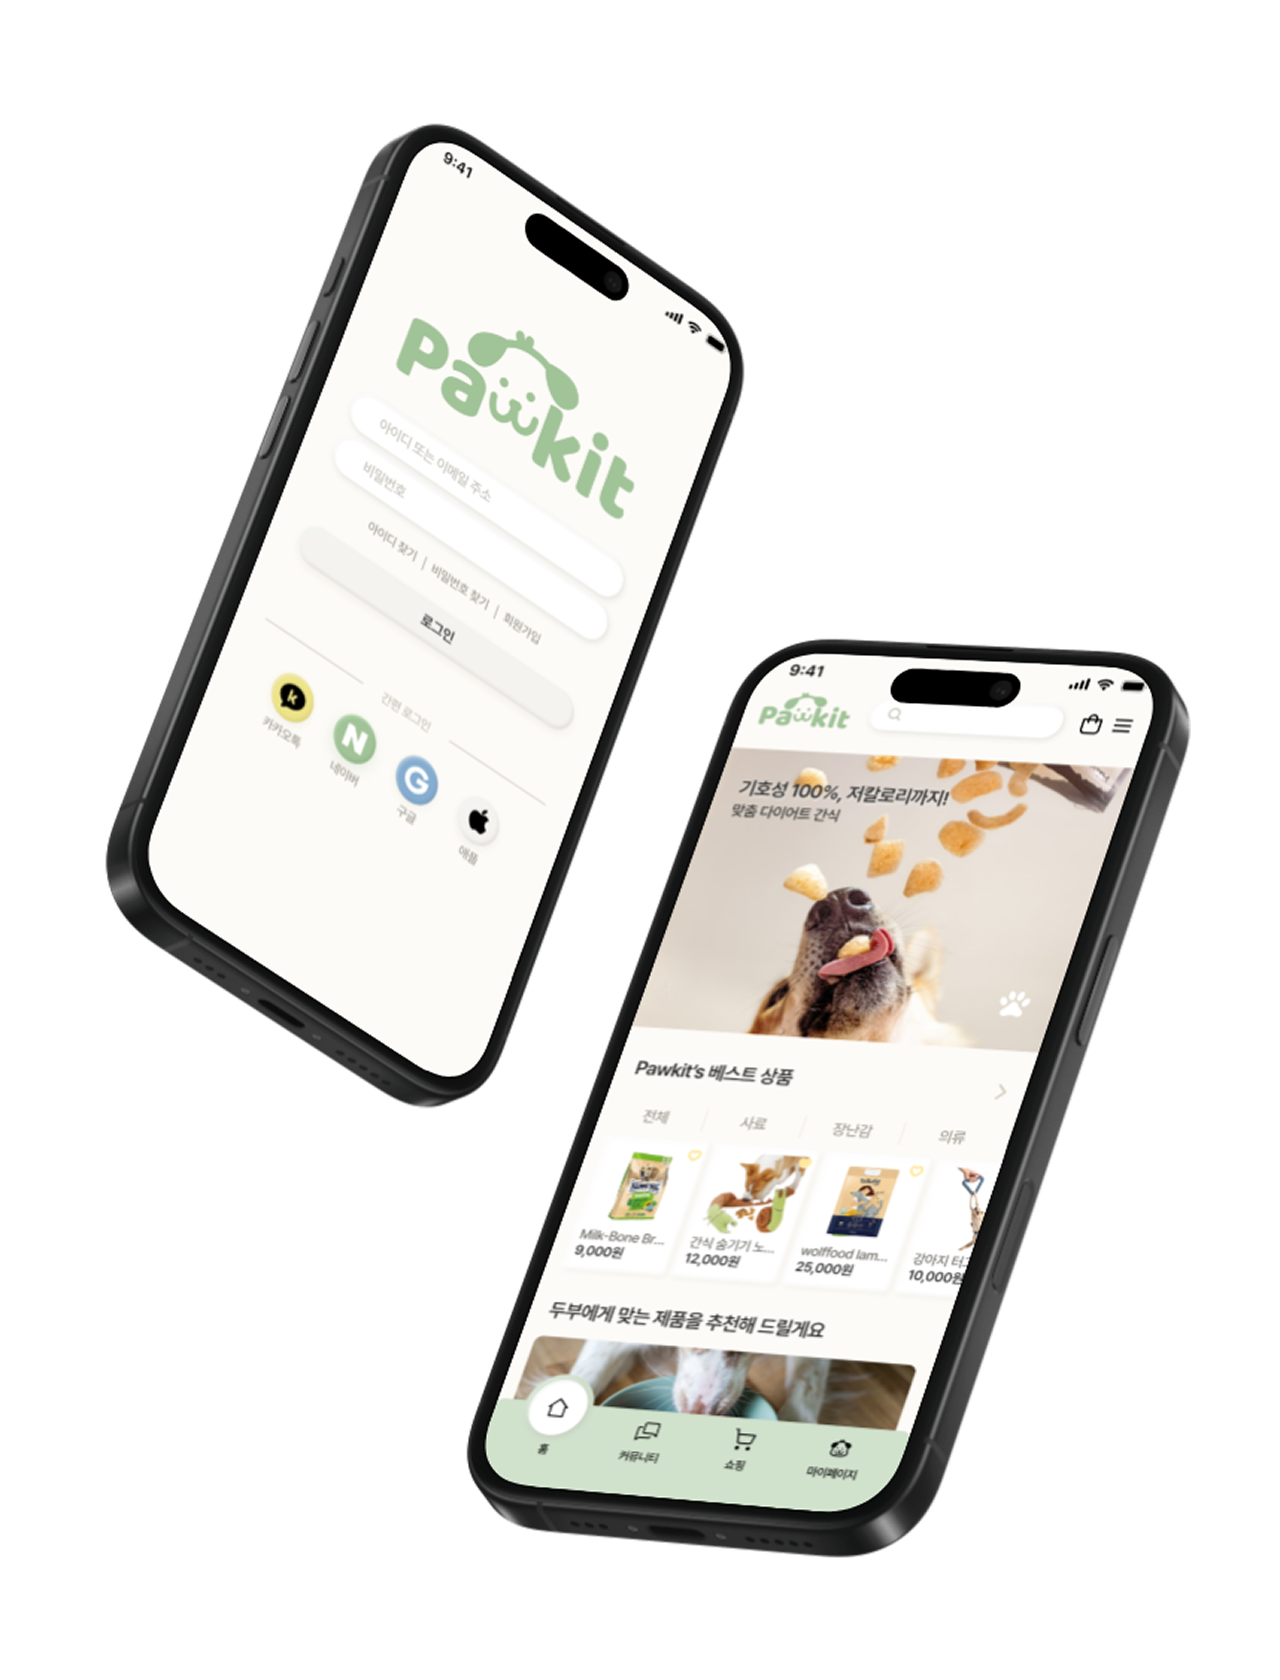 9:41
Pawkit
아이디 또는 이메일 주소
비밀번호
아이디 찾기 | 비밀번호 찾기 | 회원가입
로그인
간편 로그인
카카오톡
네이버
구글
애플
9:41
Pawkit
기호성 100%, 저칼로리까지!
맞춤 다이어트 간식
Pawkit's 베스트 상품
전체 사료 장난감 의류
Milk-Bone Br...
9,000원
간식 숨기기 노...
12,000원
wolffood lam...
25,000원
강아지 터그
10,000원
두부에게 맞는 제품을 추천해 드릴게요
홈 커뮤니티 쇼핑 마이페이지